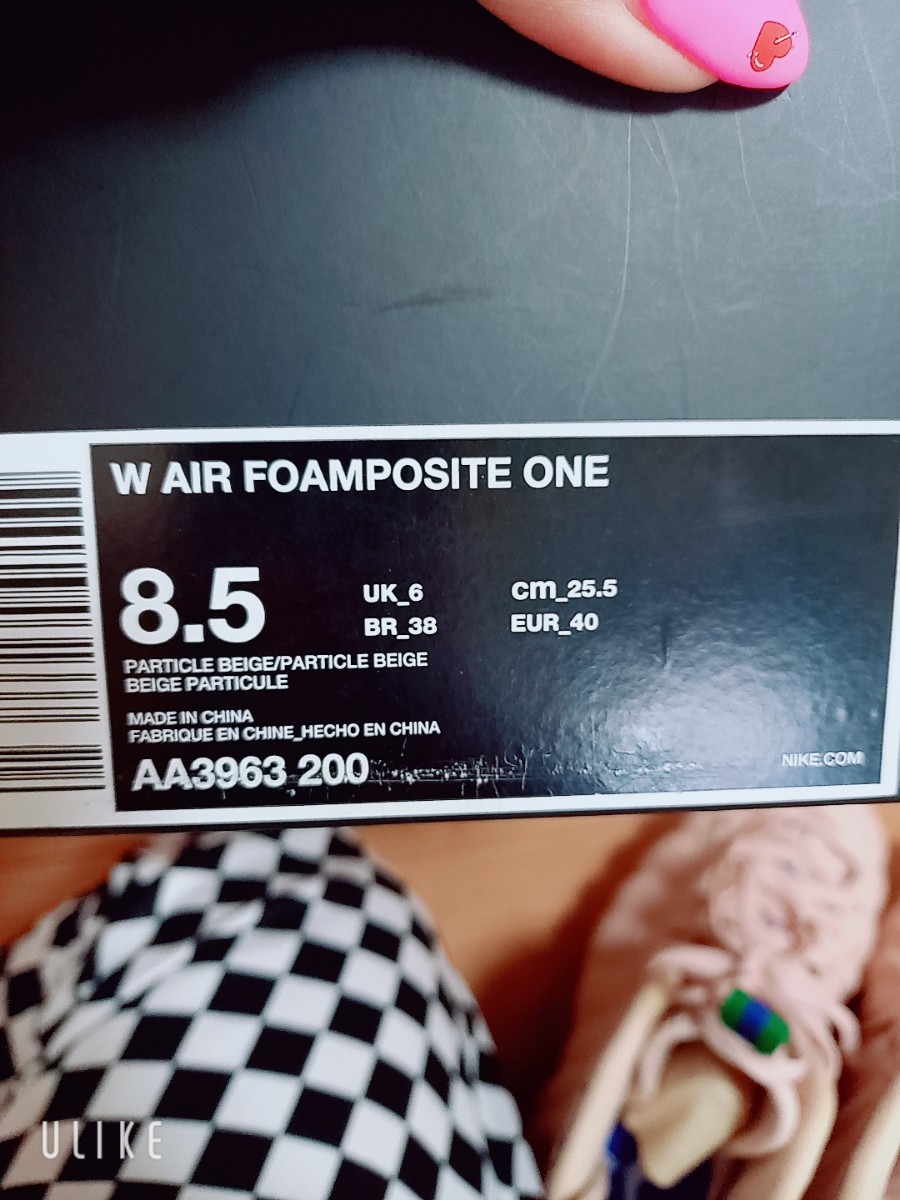 W AIR FOAMPOSITE ONE
8.5
UK_6
cm_25.5
BR_38
EUR_40
PARTICLE BEIGE/PARTICLE BEIGE
BEIGE PARTICULE
MADE IN CHINA
FABRIQUE EN CHINE_HECHO EN CHINA
AA3963 200
NIKE.COM
ULIKE